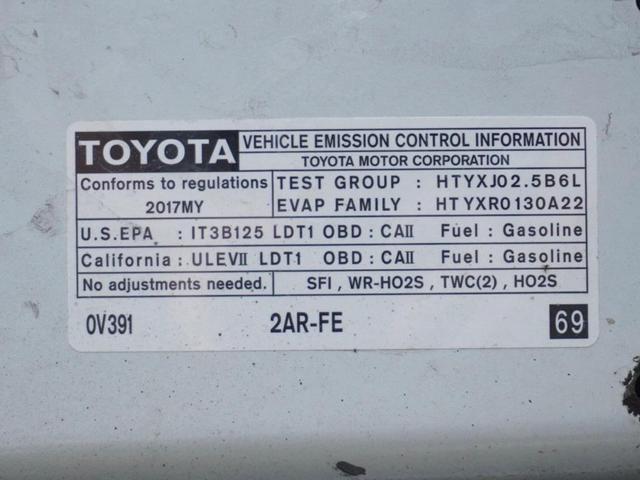 TOYOTA VEHICLE EMISSION CONTROL INFORMATION
TOYOTA MOTOR CORPORATION
Conforms to regulations TEST GROUP : HTYXJ02.5B6L
2017MY EVAP FAMILY : HTYXR0130A22
U.S.EPA : IT3B125 LDT1 OBD : CAII Fuel : Gasoline
California : ULEVII LDT1 OBD : CAII Fuel : Gasoline
No adjustments needed. SFI , WR-HO2S , TWC(2) , HO2S
0V391 2AR-FE 69